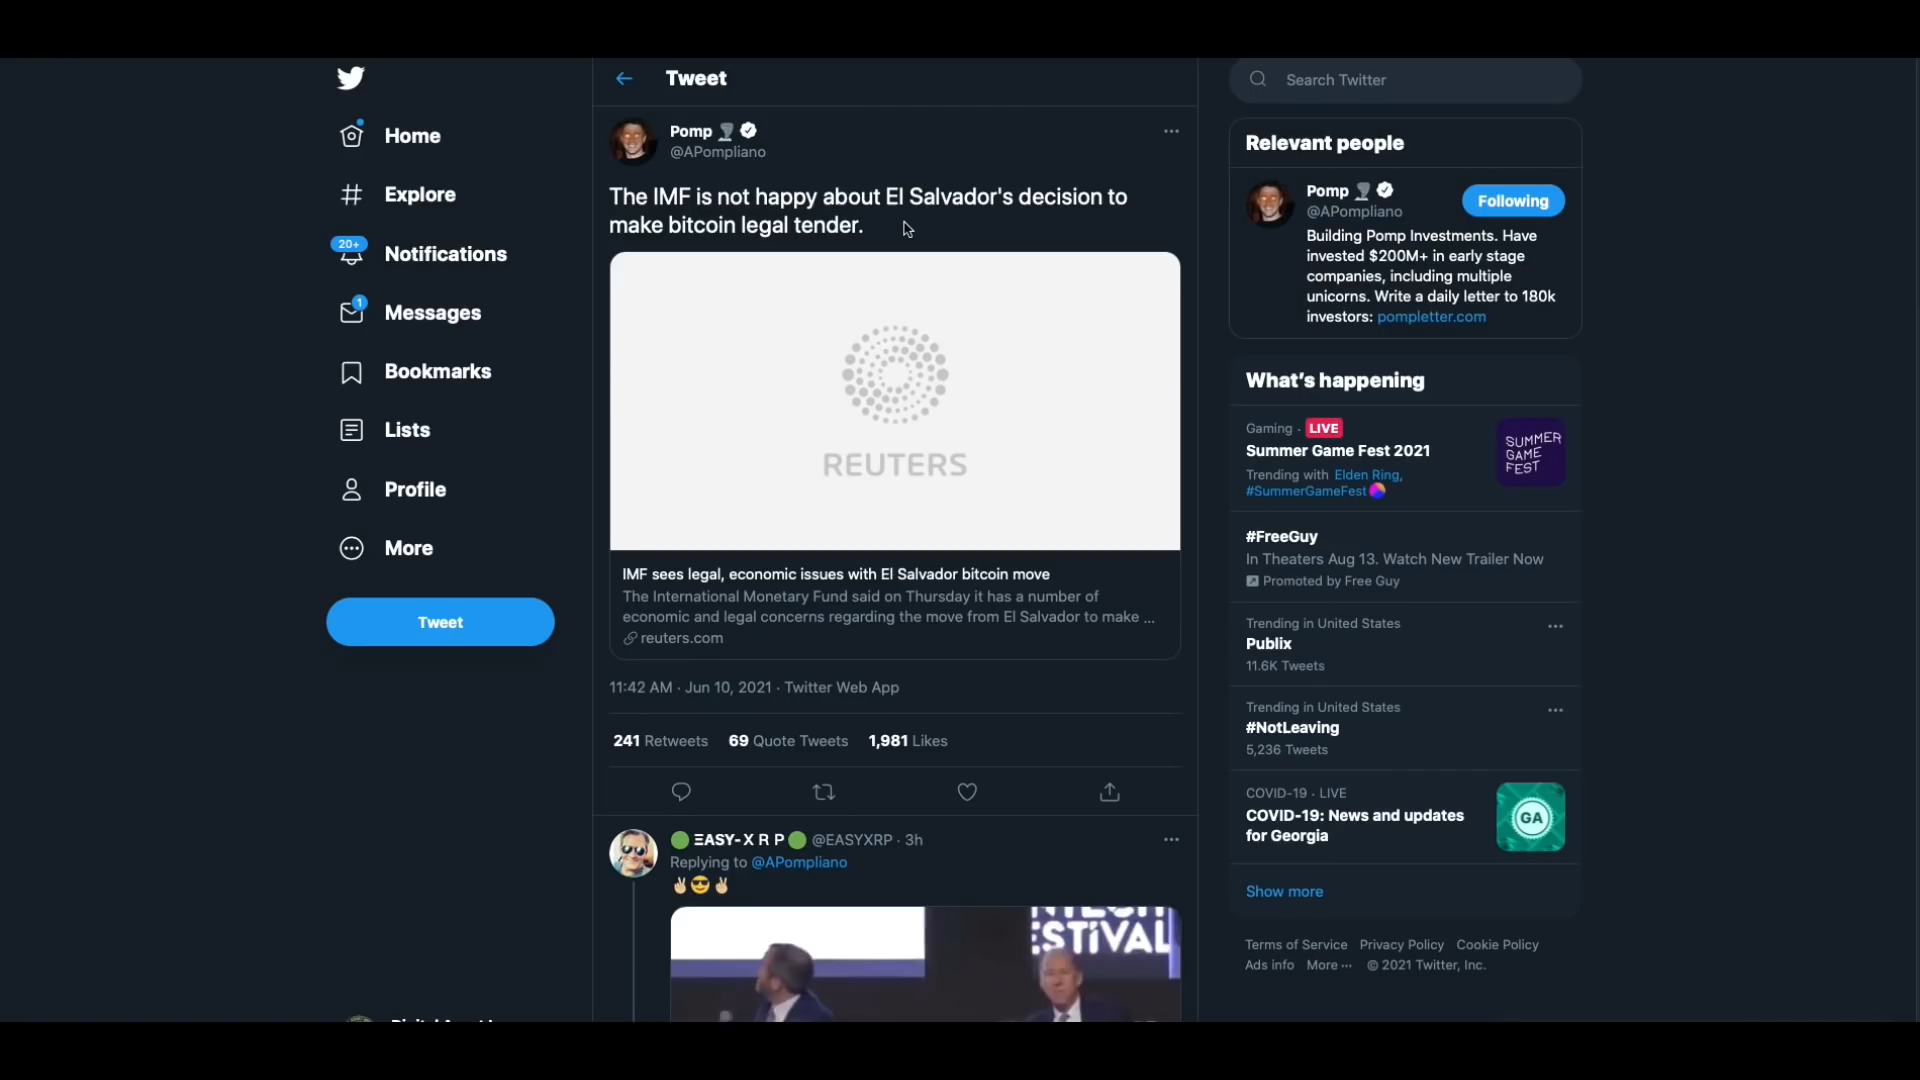 Home
Explore
20+
Notifications
1
Messages
Bookmarks
Lists
Profile
More
Tweet
Tweet
Pomp
@APompliano
The IMF is not happy about El Salvador's decision to
make bitcoin legal tender.
REUTERS
IMF sees legal, economic issues with El Salvador bitcoin move
The International Monetary Fund said on Thursday it has a number of
economic and legal concerns regarding the move from El Salvador to make ...
reuters.com
11:42 AM · Jun 10, 2021 · Twitter Web App
241 Retweets 69 Quote Tweets 1,981 Likes
ΞASY-X R P @EASYXRP · 3h
Replying to @APompliano
ESTIVAL
Search Twitter
Relevant people
Pomp
@APompliano
Following
Building Pomp Investments. Have
invested $200M+ in early stage
companies, including multiple
unicorns. Write a daily letter to 180k
investors: pompletter.com
What's happening
Gaming · LIVE
Summer Game Fest 2021
Trending with Elden Ring,
#SummerGameFest
SUMMER
GAME
FEST
#FreeGuy
In Theaters Aug 13. Watch New Trailer Now
Promoted by Free Guy
Trending in United States
Publix
11.6K Tweets
Trending in United States
#NotLeaving
5,236 Tweets
COVID-19 · LIVE
COVID-19: News and updates
for Georgia
GA
Show more
Terms of Service Privacy Policy Cookie Policy
Ads info More ··· © 2021 Twitter, Inc.